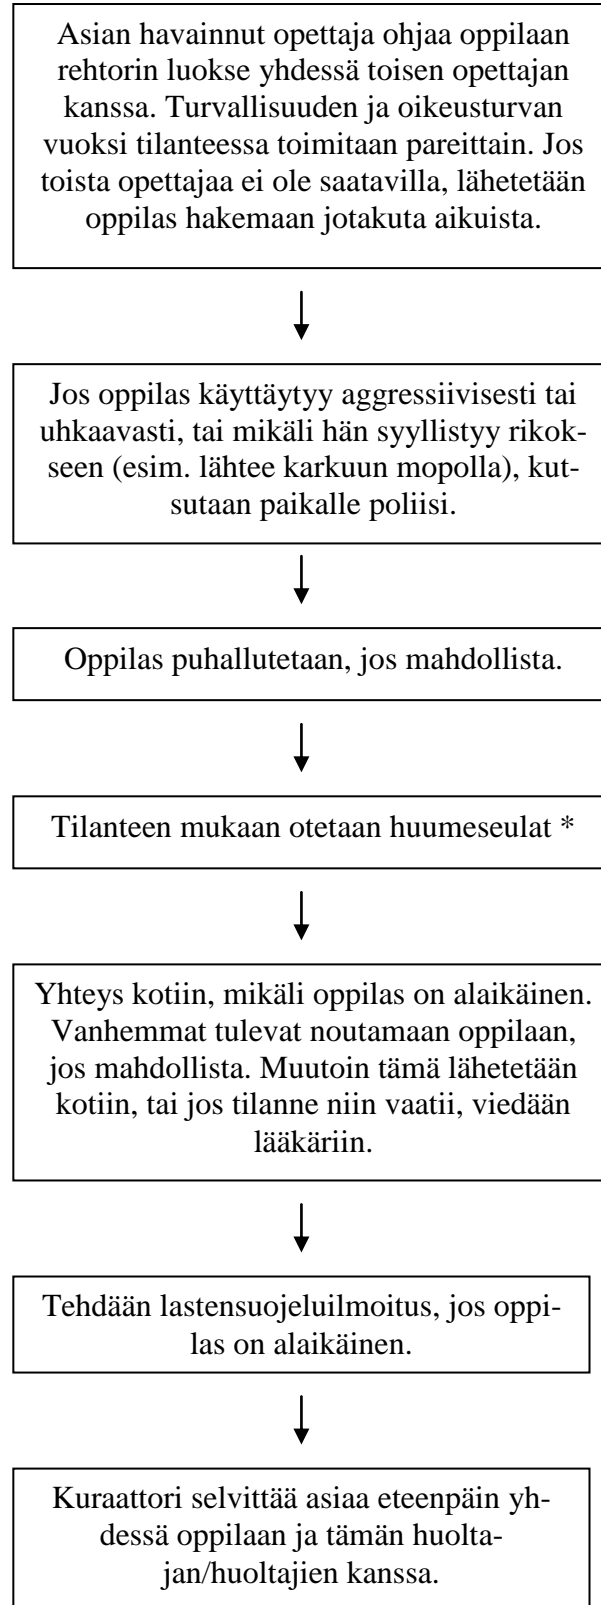 Asian havainnut opettaja ohjaa oppilaan
rehtorin luokse yhdessä toisen opettajan
kanssa. Turvallisuuden ja oikeusturvan
vuoksi tilanteessa toimitaan pareittain. Jos
toista opettajaa ei ole saatavilla, lähetetään
oppilas hakemaan jotakuta aikuista.
Jos oppilas käyttäytyy aggressiivisesti tai
uhkaavasti, tai mikäli hän syyllistyy rikok-
seen (esim. lähtee karkuun mopolla), kut-
sutaan paikalle poliisi.
Oppilas puhallutetaan, jos mahdollista.
Tilanteen mukaan otetaan huumeseulat *
Yhteys kotiin, mikäli oppilas on alaikäinen.
Vanhemmat tulevat noutamaan oppilaan,
jos mahdollista. Muutoin tämä lähetetään
kotiin, tai jos tilanne niin vaatii, viedään
lääkäriin.
Tehdään lastensuojeluilmoitus, jos oppi-
las on alaikäinen.
Kuraattori selvittää asiaa eteenpäin yh-
dessä oppilaan ja tämän huolta-
jan/huoltajien kanssa.